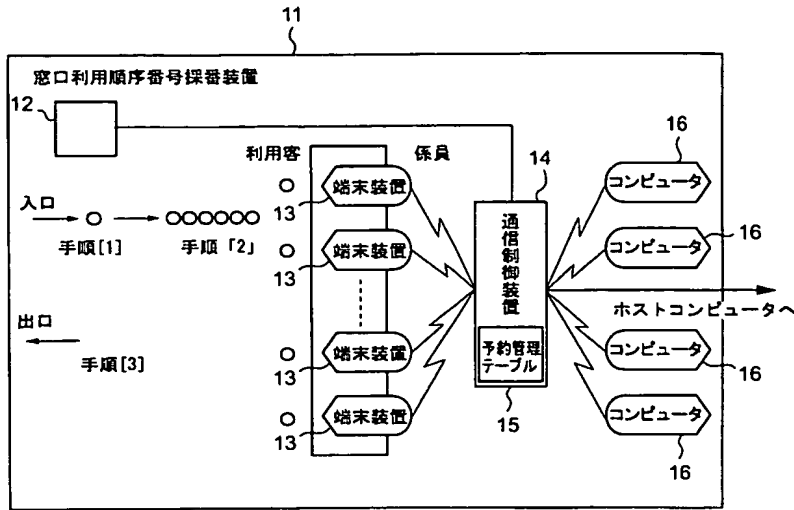 11
窓口利用順序番号採番装置
12
利用客
係員
14
16
入口
13
端末装置
コンピュータ
手順[1]
手順「2」
13
端末装置
通信制御装置
コンピュータ
16
ホストコンピュータへ
出口
手順[3]
13
端末装置
予約管理
テーブル
コンピュータ
16
13
端末装置
15
コンピュータ
16